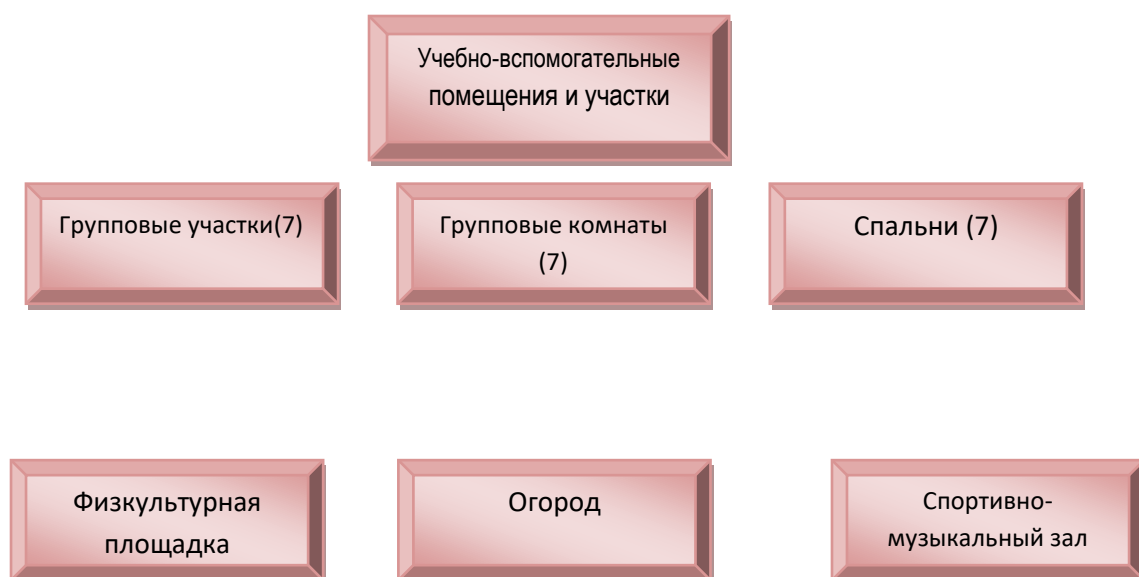 Учебно-вспомогательные
помещения и участки
Групповые участки(7)
Групповые комнаты
(7)
Спальни (7)
Физкультурная
площадка
Огород
Спортивно-
музыкальный зал